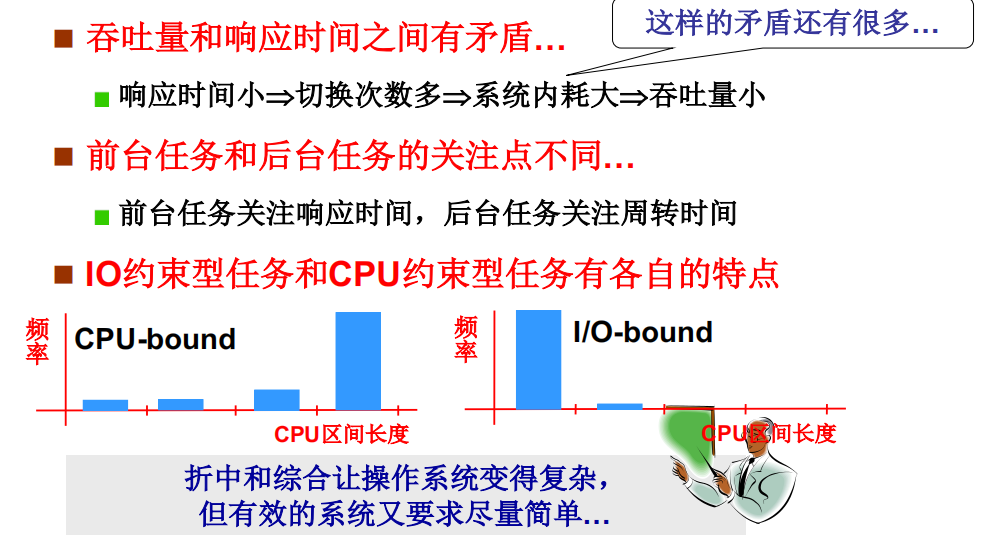 这样的矛盾还有很多…
吞吐量和响应时间之间有矛盾…
响应时间小⇒切换次数多⇒系统内耗大⇒吞吐量小
前台任务和后台任务的关注点不同…
前台任务关注响应时间，后台任务关注周转时间
IO约束型任务和CPU约束型任务有各自的特点
频率
CPU-bound
CPU区间长度
频率
I/O-bound
CPU区间长度
折中和综合让操作系统变得复杂，
但有效的系统又要求尽量简单…